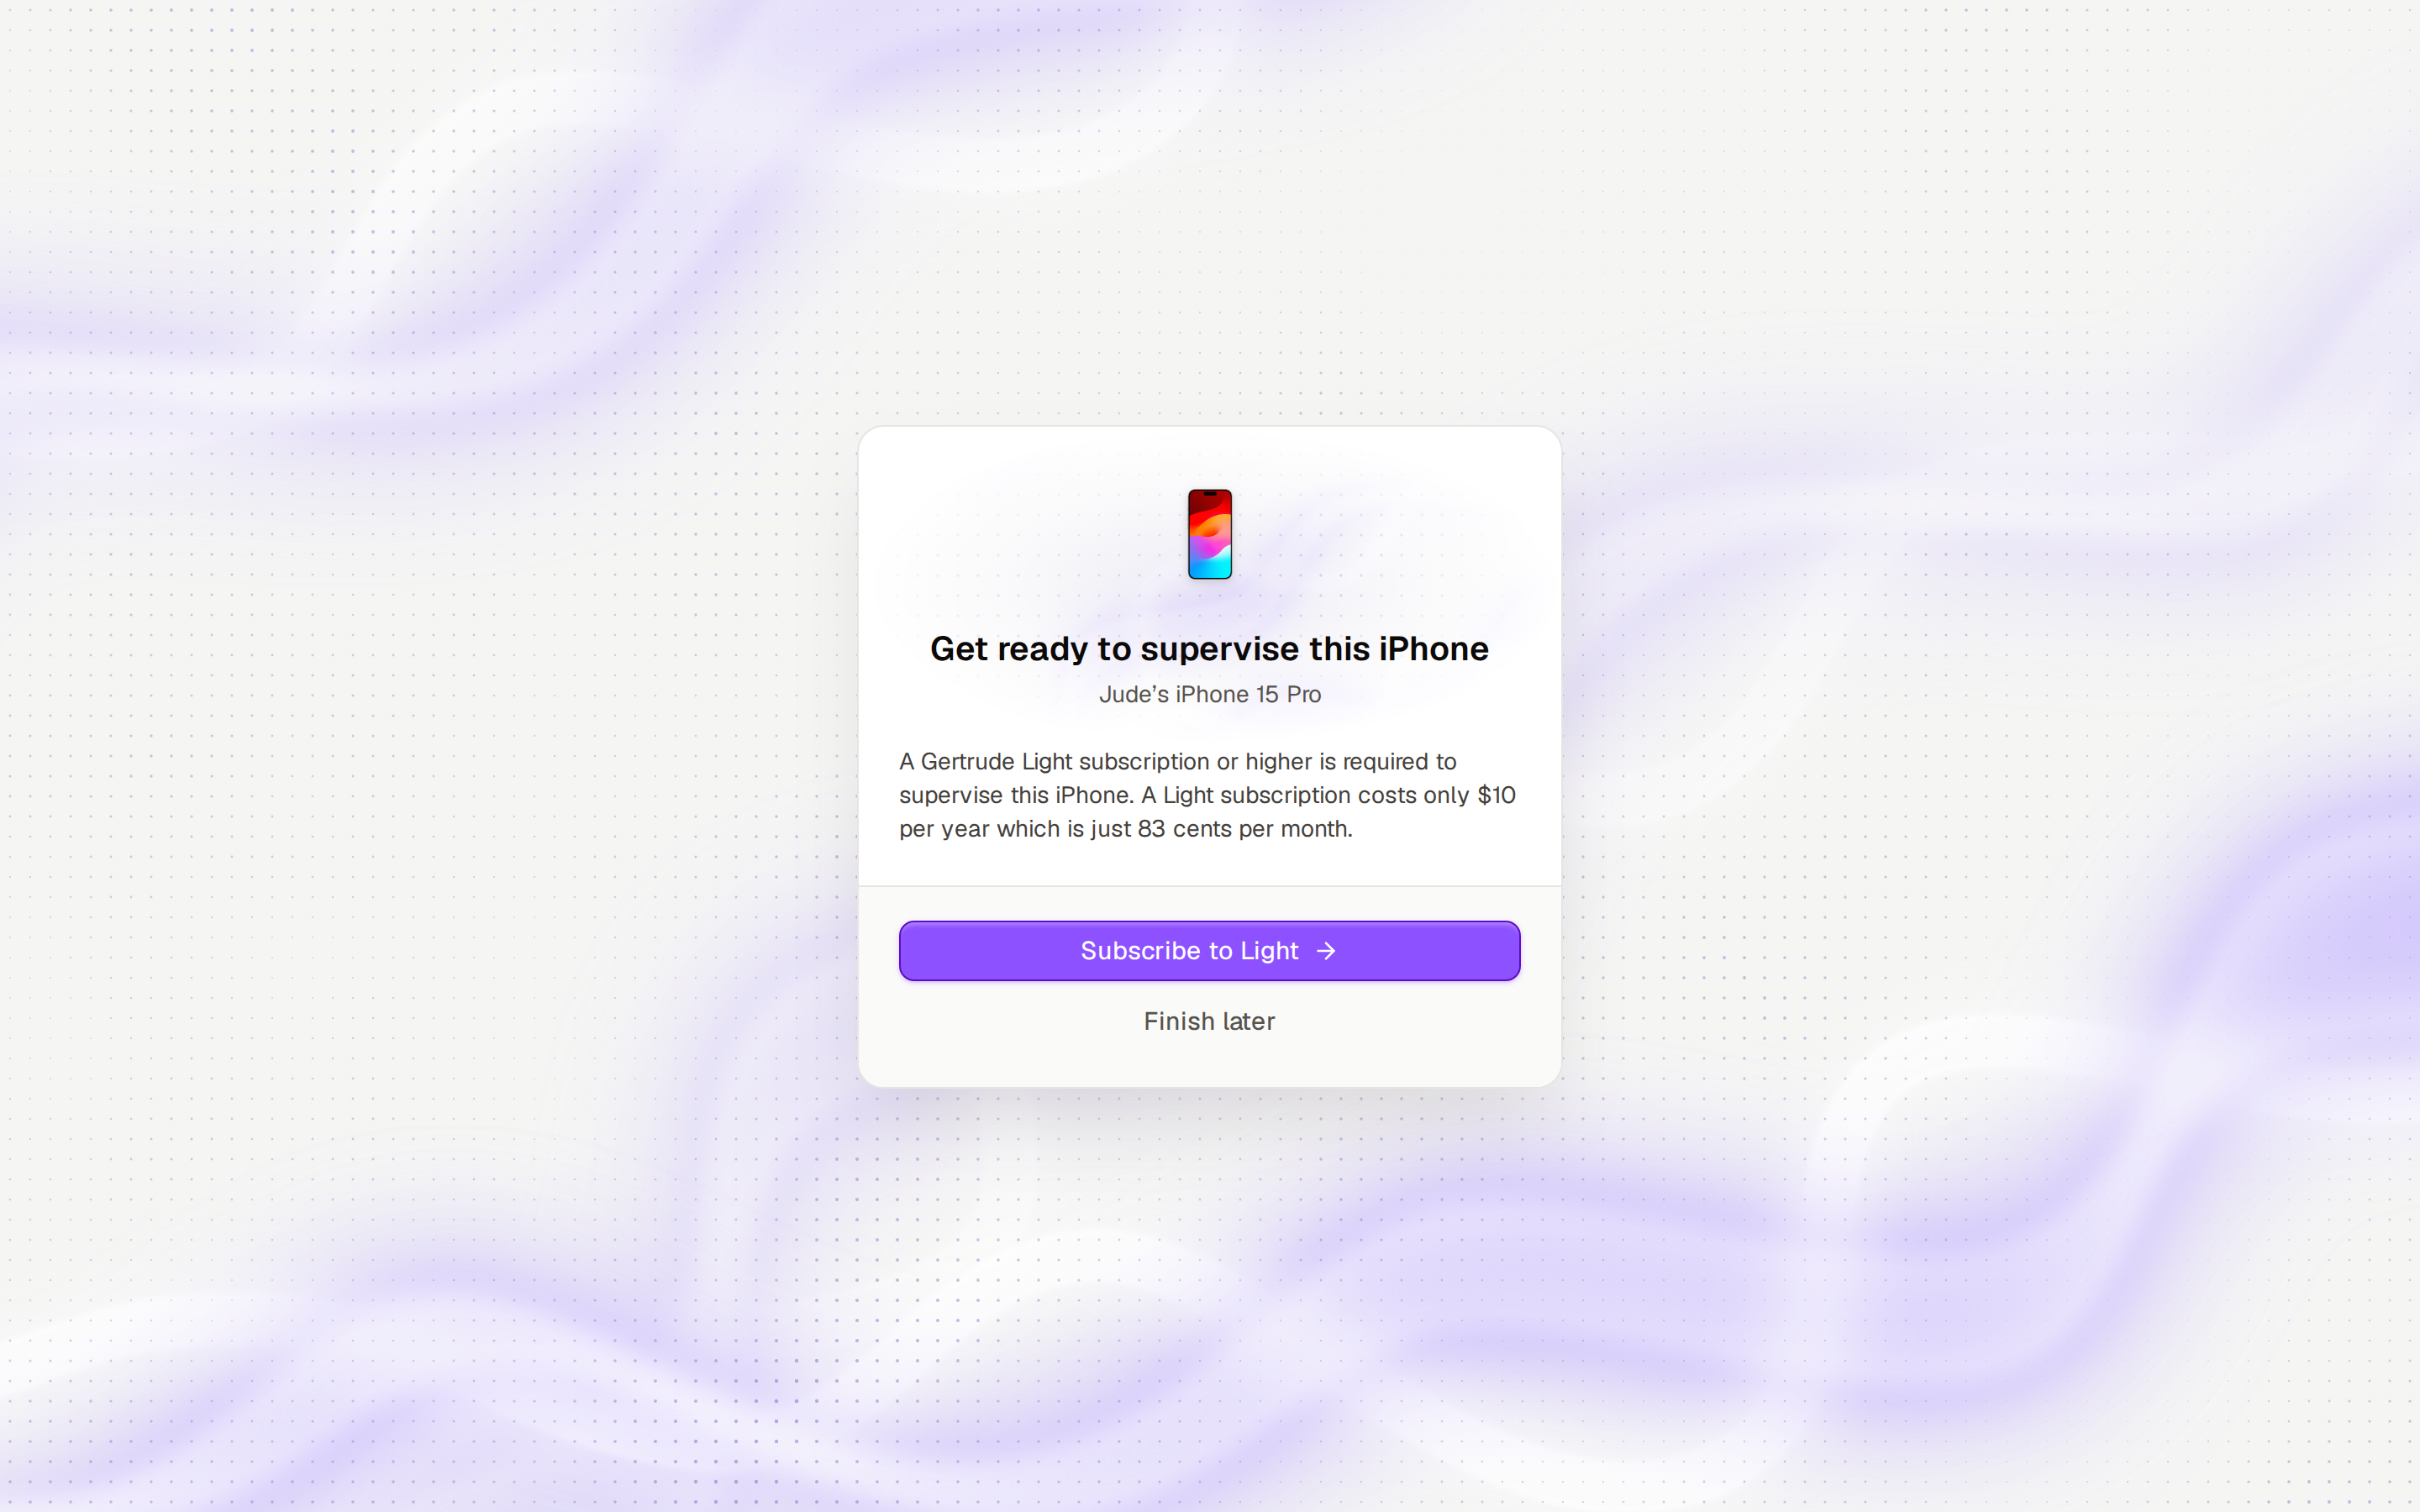 Get ready to supervise this iPhone
Jude’s iPhone 15 Pro
A Gertrude Light subscription or higher is required to
supervise this iPhone. A Light subscription costs only $10
per year which is just 83 cents per month.
Subscribe to Light →
Finish later